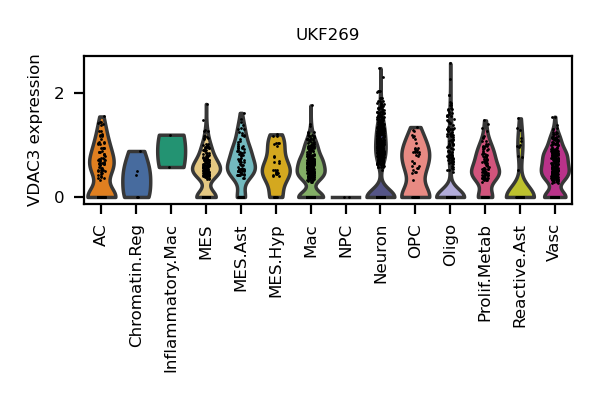 UKF269
VDAC3 expression
2
0
AC
Chromatin.Reg
Inflammatory.Mac
MES
MES.Ast
MES.Hyp
Mac
NPC
Neuron
OPC
Oligo
Prolif.Metab
Reactive.Ast
Vasc